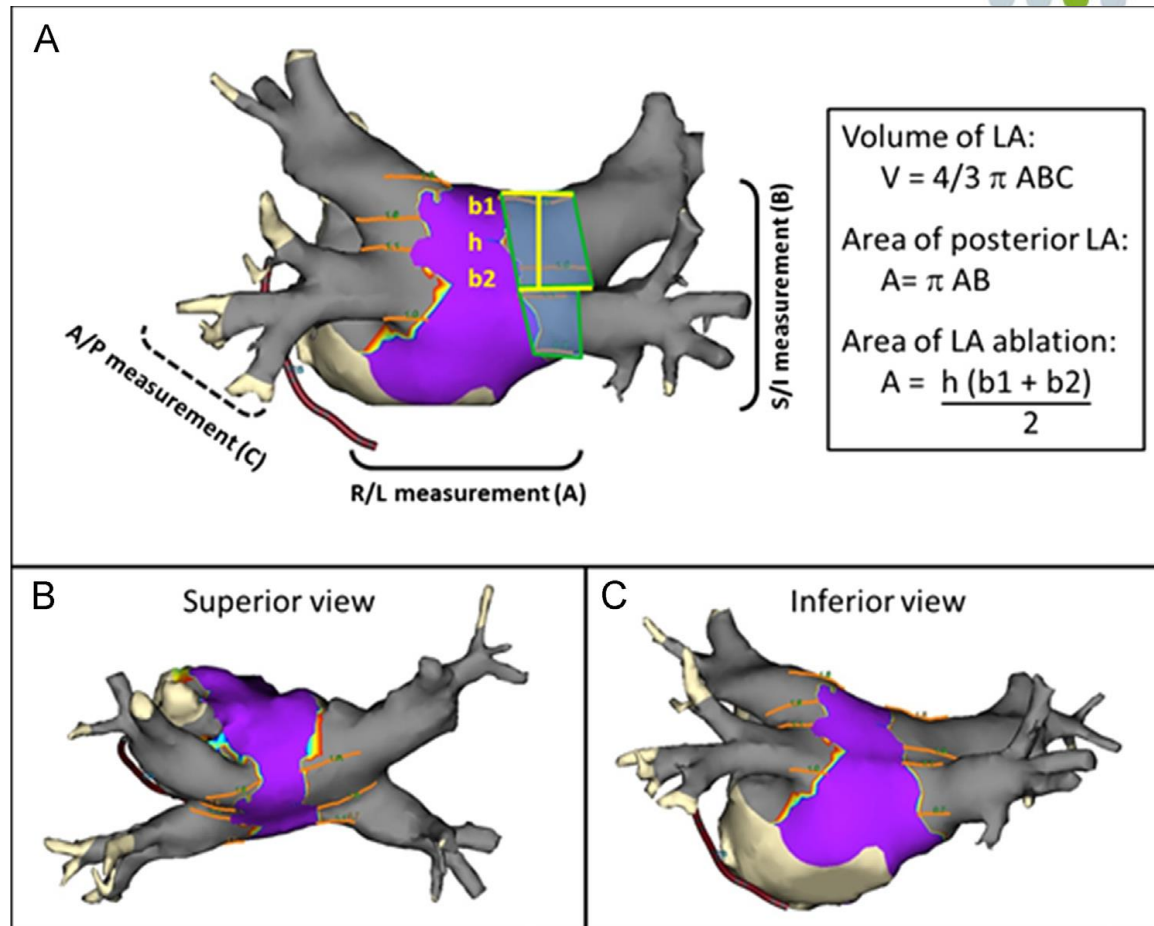 A
b1
h
b2
A/P measurement (C)
R/L measurement (A)
S/I measurement (B)
Volume of LA:
V = 4/3 π ABC
Area of posterior LA:
A= π AB
Area of LA ablation:
A = h (b1 + b2)
2
B
Superior view
C
Inferior view